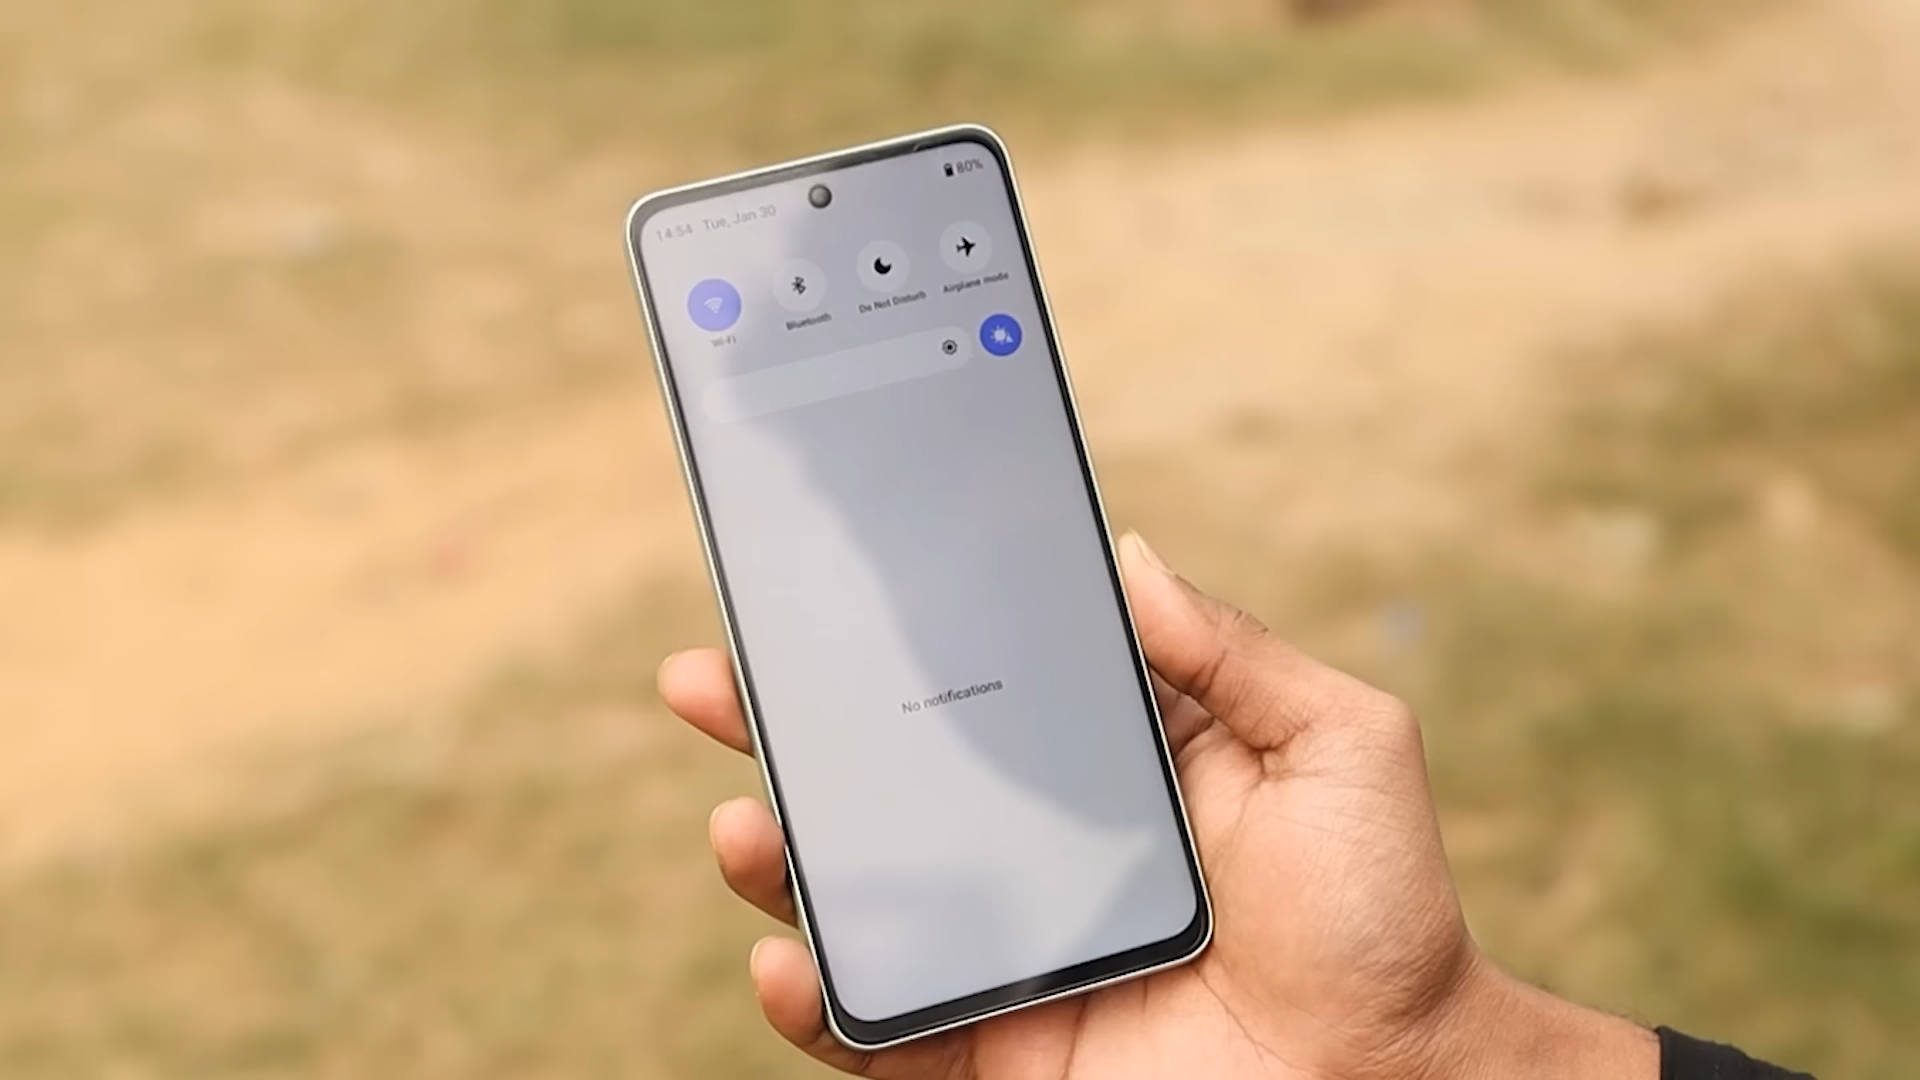 14:54 Tue, Jan 30
80%
Wi-Fi
Bluetooth
Do Not Disturb
Airplane mode
No notifications